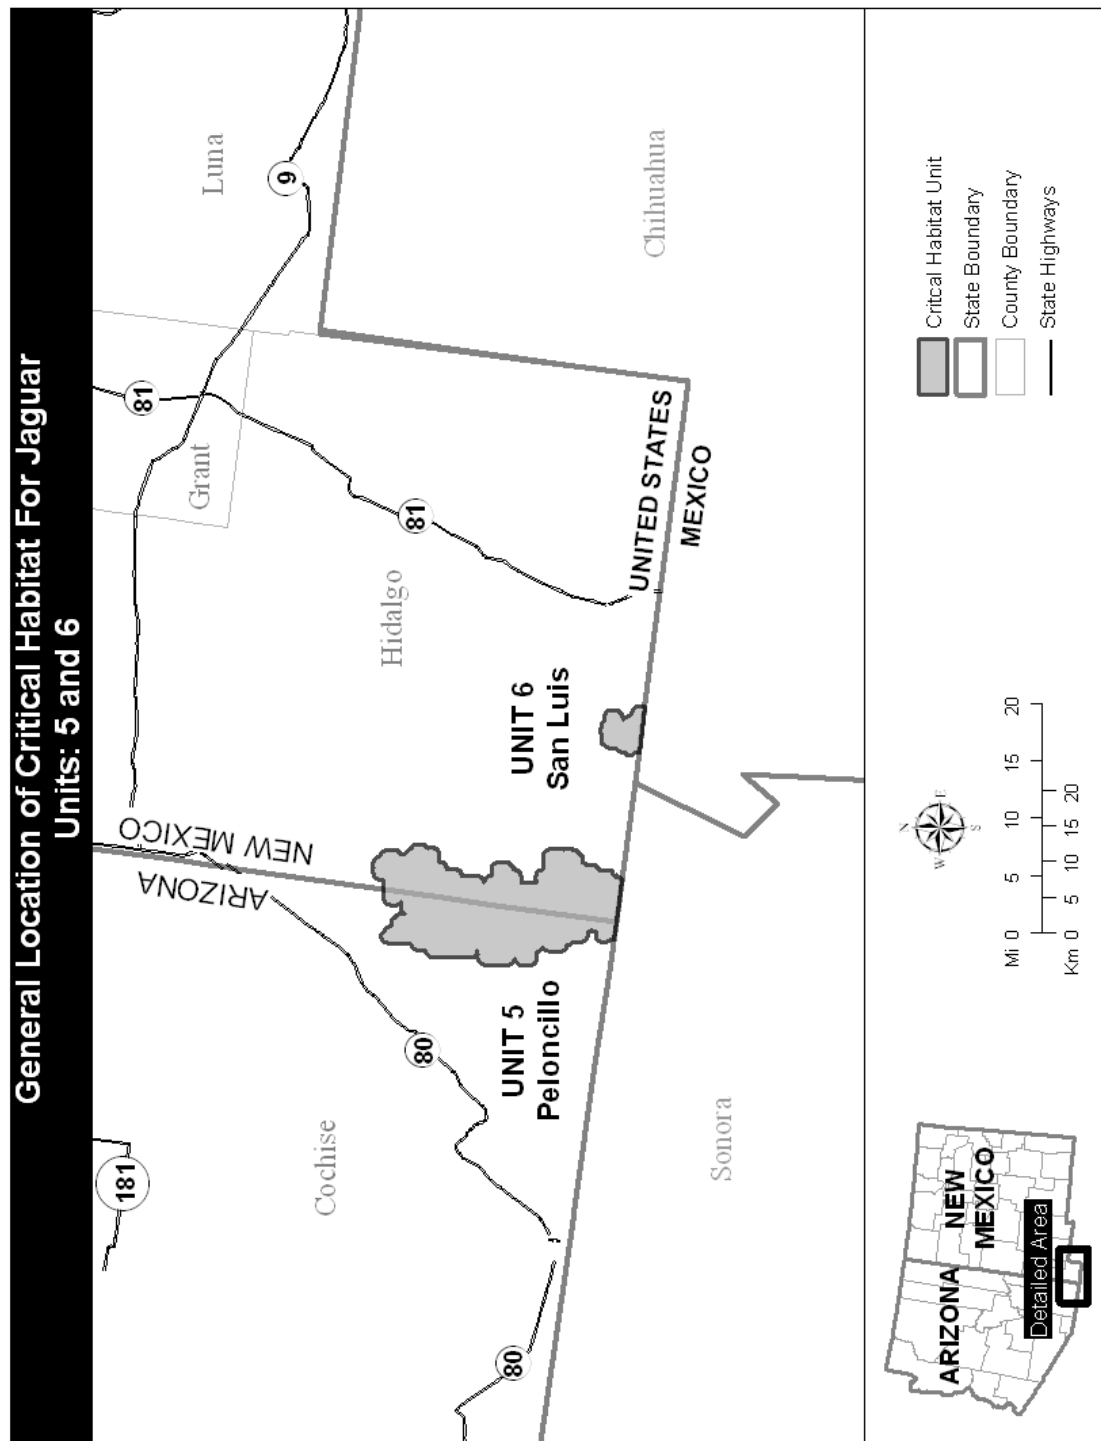 General Location of Critical Habitat For Jaguar
Units: 5 and 6
181
Cochise
80
80
ARIZONA
NEW MEXICO
Grant
81
Luna
9
81
Hidalgo
UNIT 5
Peloncillo
UNIT 6
San Luis
UNITED STATES
MEXICO
Sonora
Chihuahua
ARIZONA
NEW
MEXICO
Detailed Area
N
W
E
S
Mi 0 5 10 15 20
Km 0 5 10 15 20
Critcal Habitat Unit
State Boundary
County Boundary
State Highways